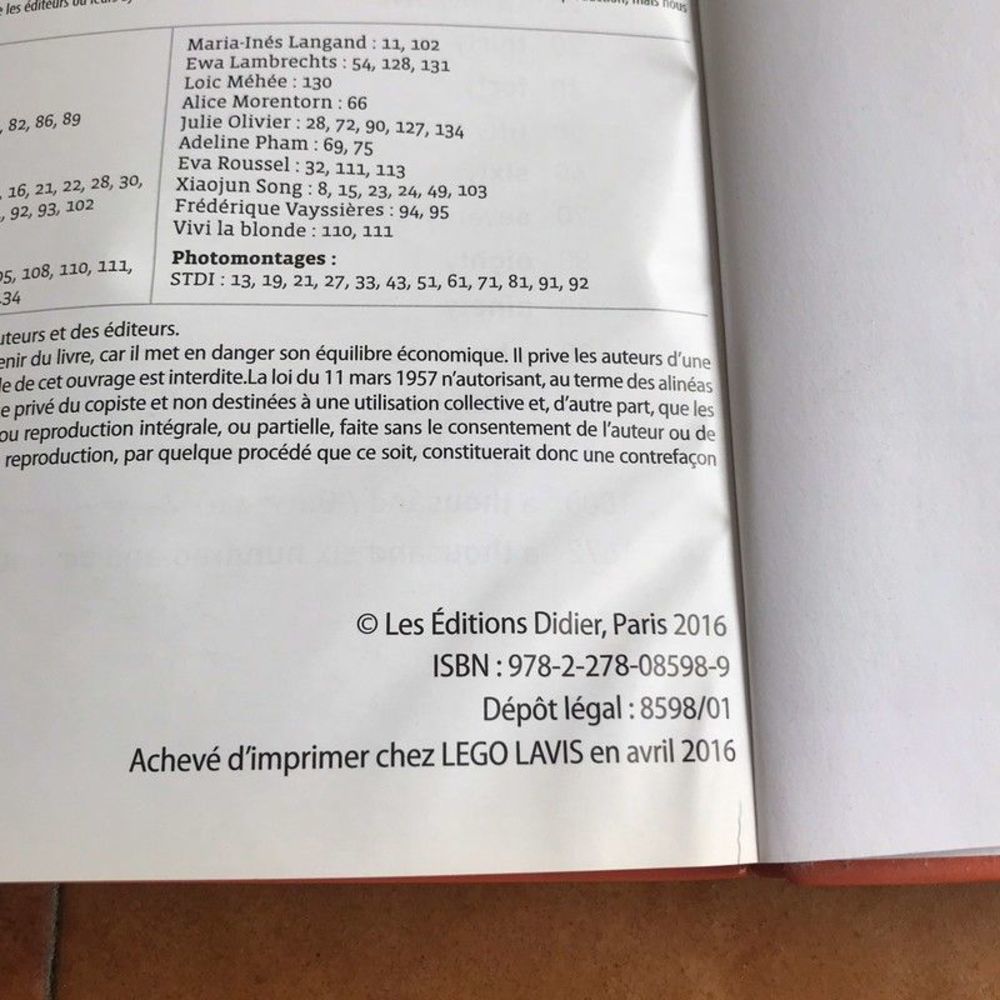 les éditeurs ou leurs
mais nous
82, 86, 89
16, 21, 22, 28, 30,
92, 93, 102
108, 110, 111,
Maria-Inés Langand : 11, 102
Ewa Lambrechts : 54, 128, 131
Loic Méhée : 130
Alice Morentorn : 66
Julie Olivier : 28, 72, 90, 127, 134
Adeline Pham : 69, 75
Eva Roussel : 32, 111, 113
Xiaojun Song : 8, 15, 23, 24, 49, 103
Frédérique Vayssières : 94, 95
Vivi la blonde : 110, 111
Photomontages :
STDI : 13, 19, 21, 27, 33, 43, 51, 61, 71, 81, 91, 92
uteurs et des éditeurs.
enir du livre, car il met en danger son équilibre économique. Il prive les auteurs d'une
le de cet ouvrage est interdite.La loi du 11 mars 1957 n'autorisant, au terme des alinéas
e privé du copiste et non destinées à une utilisation collective et, d'autre part, que les
ou reproduction intégrale, ou partielle, faite sans le consentement de l'auteur ou de
reproduction, par quelque procédé que ce soit, constituerait donc une contrefaçon
© Les Éditions Didier, Paris 2016
ISBN : 978-2-278-08598-9
Dépôt légal : 8598/01
Achevé d'imprimer chez LEGO LAVIS en avril 2016